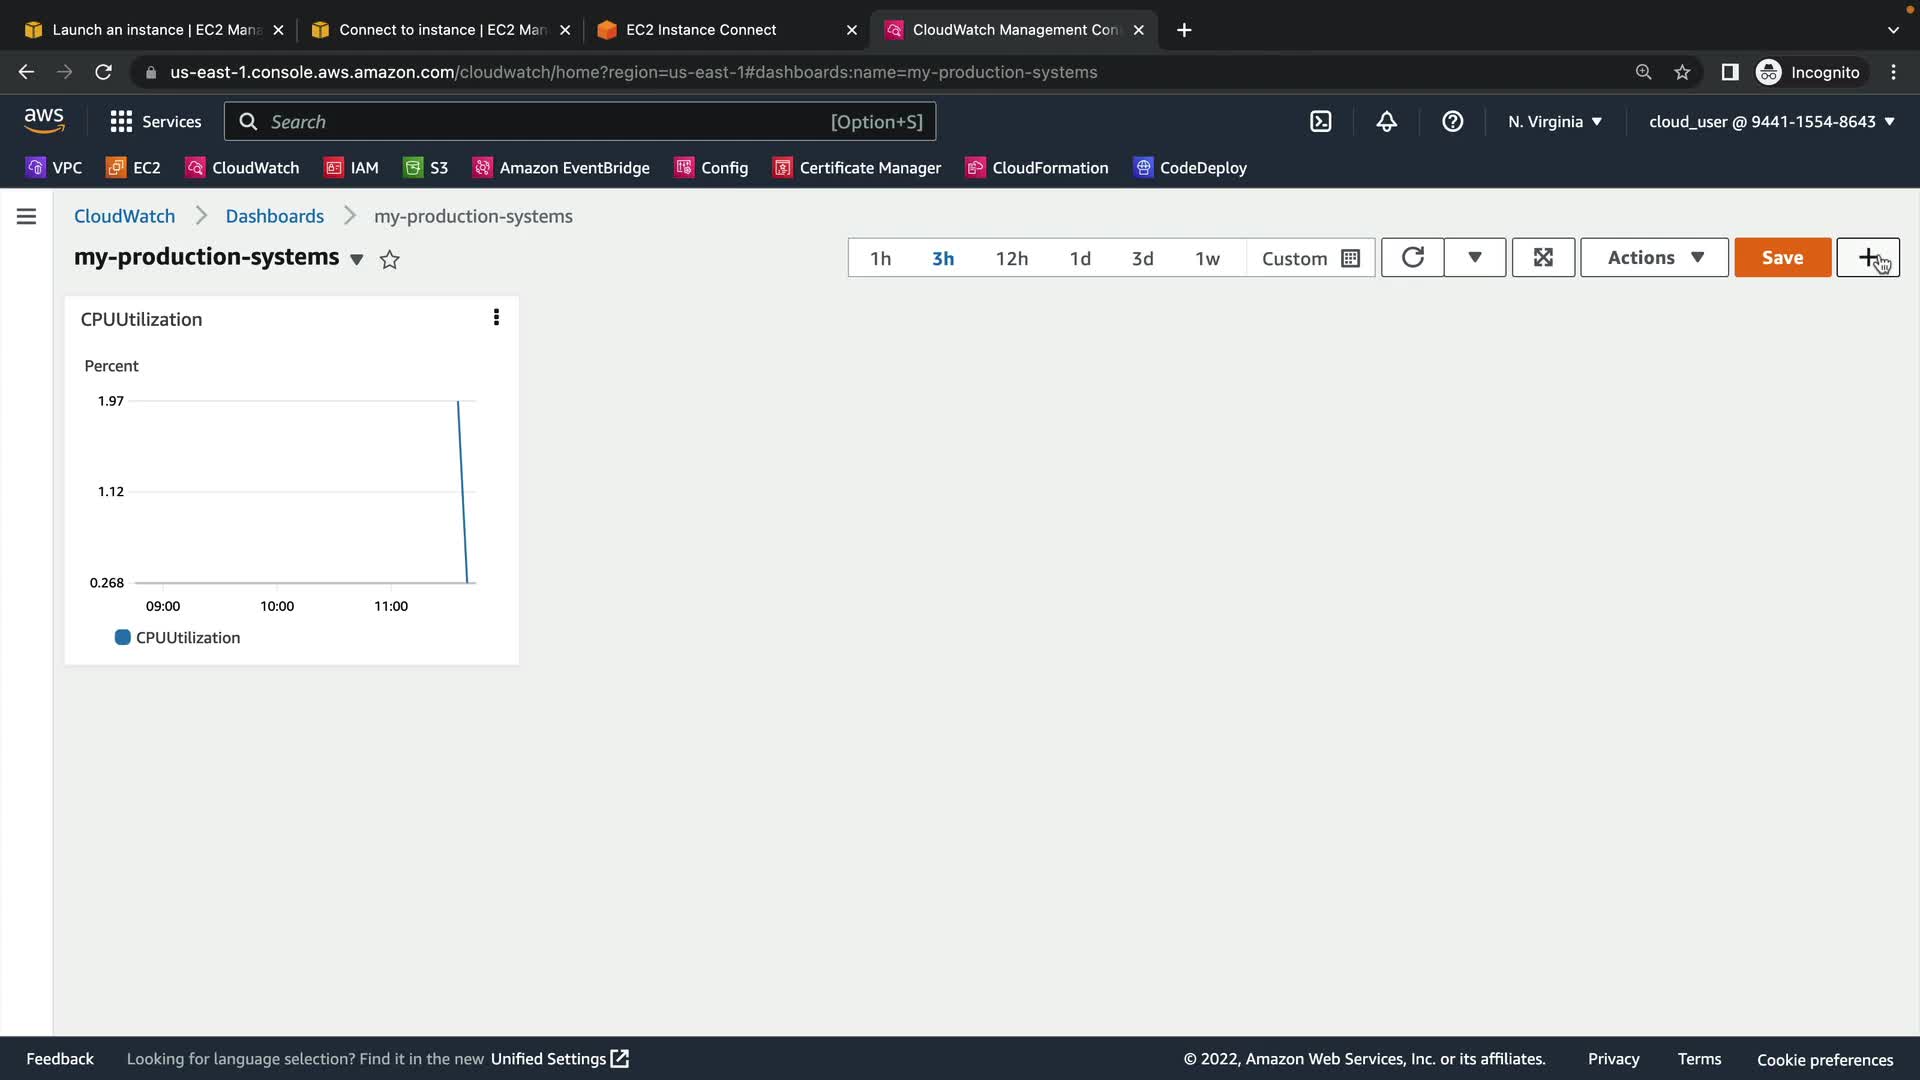 Launch an instance | EC2 Mana
Connect to instance | EC2 Man
EC2 Instance Connect
CloudWatch Management Con
us-east-1.console.aws.amazon.com/cloudwatch/home?region=us-east-1#dashboards:name=my-production-systems
Incognito
aws
Services
Search
[Option+S]
N. Virginia
cloud_user @ 9441-1554-8643
VPC
EC2
CloudWatch
IAM
S3
Amazon EventBridge
Config
Certificate Manager
CloudFormation
CodeDeploy
CloudWatch
Dashboards
my-production-systems
my-production-systems
1h
3h
12h
1d
3d
1w
Custom
Actions
Save
CPUUtilization
Percent
1.97
1.12
0.268
09:00
10:00
11:00
CPUUtilization
Feedback
Looking for language selection? Find it in the new Unified Settings
© 2022, Amazon Web Services, Inc. or its affiliates.
Privacy
Terms
Cookie preferences